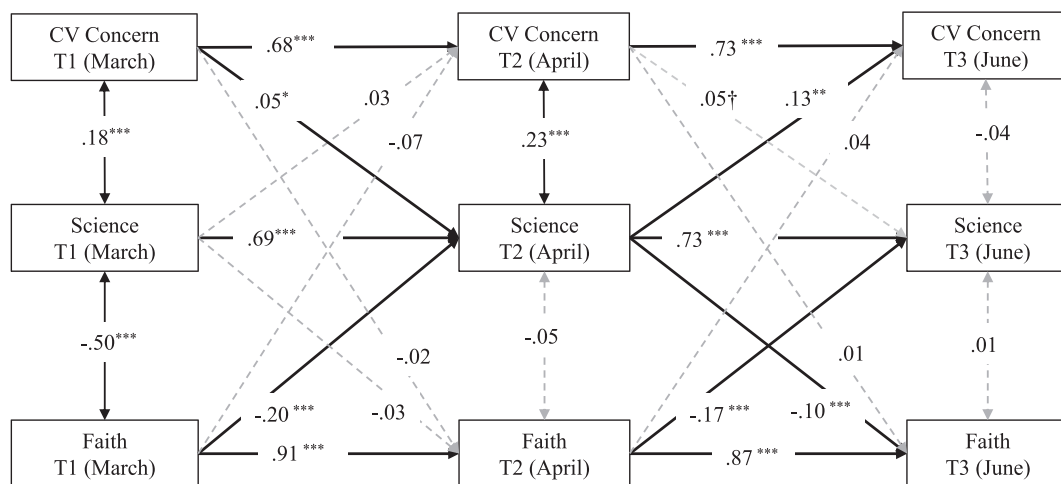 CV Concern
T1 (March)
.68***
CV Concern
T2 (April)
.73 ***
CV Concern
T3 (June)
.05*
.03
.05†
.13**
.18***
-.07
.23***
.04
-.04
Science
T1 (March)
.69***
Science
T2 (April)
.73 ***
Science
T3 (June)
-.50***
-.02
-.05
.01
.01
-.20 ***
-.03
-.17 ***
-.10 ***
Faith
T1 (March)
.91 ***
Faith
T2 (April)
.87 ***
Faith
T3 (June)